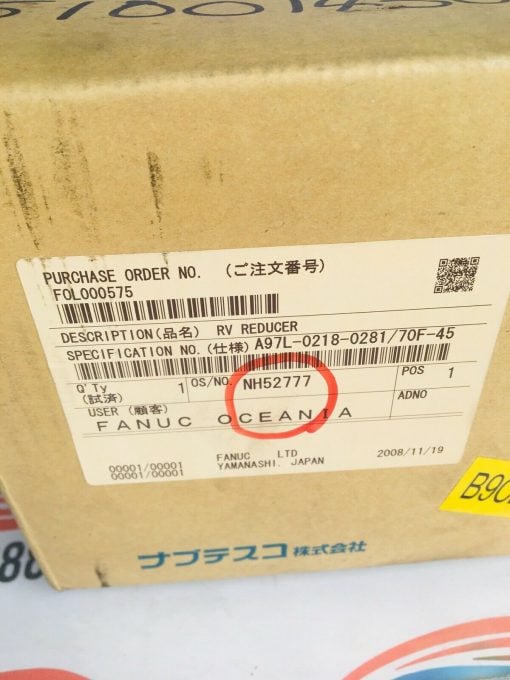 PURCHASE ORDER NO. (ご注文番号)
FOL000575
DESCRIPTION(品名) RV REDUCER
SPECIFICATION NO.(仕様) A97L-0218-0281/70F-45
Q'Ty 1 OS/NO. NH52777 POS 1
(試済)
USER (顧客) ADNO
FANUC OCEANIA
00001/00001 FANUC LTD 2008/11/19
00001/00001 YAMANASHI. JAPAN
ナブテスコ株式会社